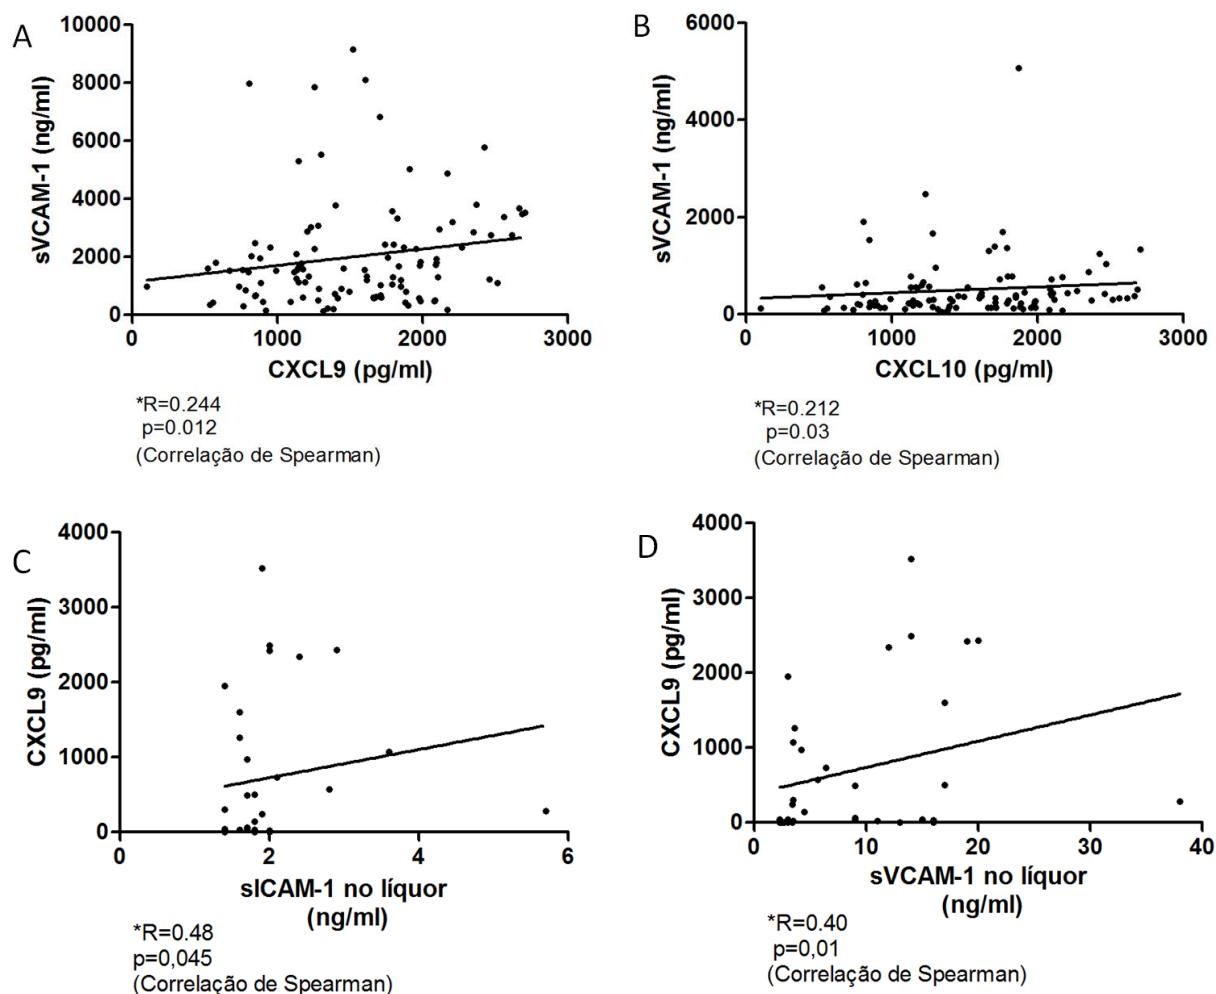 A
sVCAM-1 (ng/ml)
10000
8000
6000
4000
2000
0
0 1000 2000 3000
CXCL9 (pg/ml)
*R=0.244
p=0.012
(Correlação de Spearman)
B
sVCAM-1 (ng/ml)
6000
4000
2000
0
0 1000 2000 3000
CXCL10 (pg/ml)
*R=0.212
p=0.03
(Correlação de Spearman)
C
CXCL9 (pg/ml)
4000
3000
2000
1000
0
0 2 4 6
sICAM-1 no líquor
(ng/ml)
*R=0.48
p=0,045
(Correlação de Spearman)
D
CXCL9 (pg/ml)
4000
3000
2000
1000
0
0 10 20 30 40
sVCAM-1 no líquor
(ng/ml)
*R=0.40
p=0,01
(Correlação de Spearman)